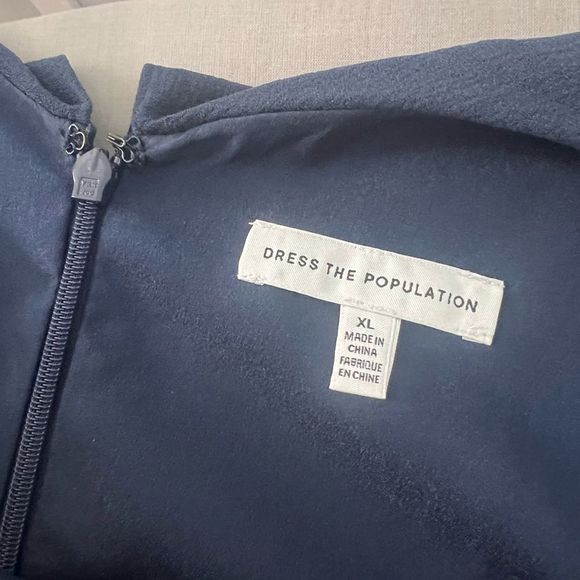 DRESS THE POPULATION
XL
MADE IN
CHINA
FABRIQUE
EN CHINE